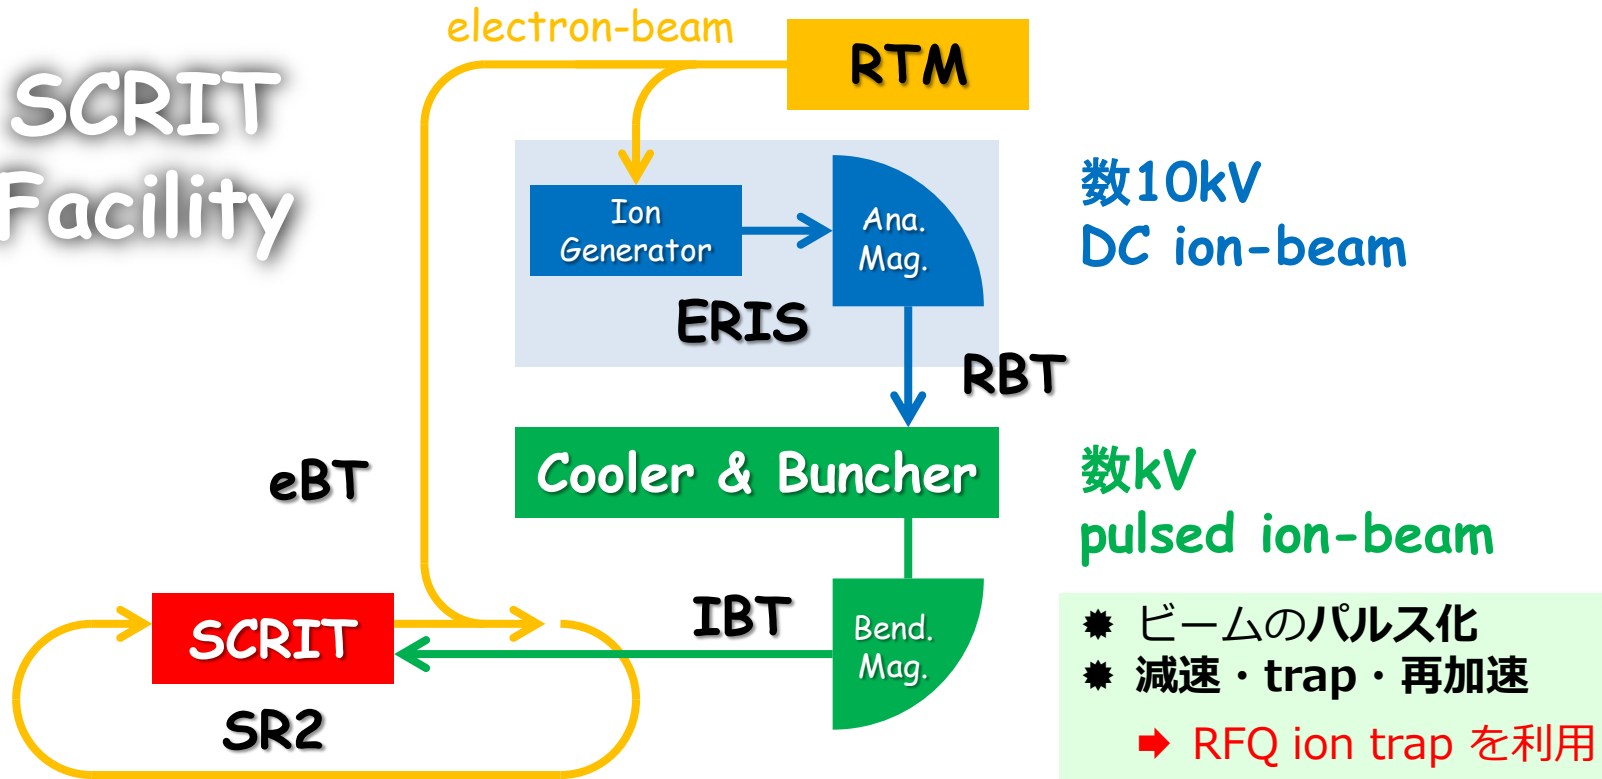 electron-beam
RTM
SCRIT
Facility
Ion
Generator
Ana.
Mag.
数10kV
DC ion-beam
ERIS
RBT
Cooler & Buncher
eBT
数kV
pulsed ion-beam
SCRIT
IBT
Bend.
Mag.
SR2
ビームのパルス化
減速・trap・再加速
RFQ ion trap を利用